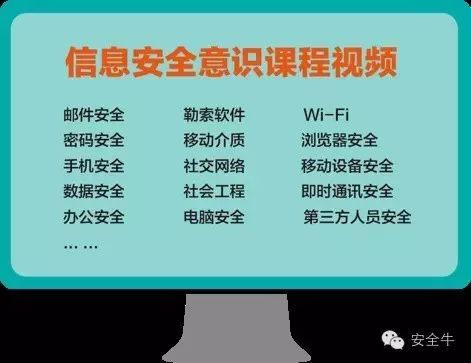 信息安全意识课程视频
邮件安全 勒索软件 Wi-Fi
密码安全 移动介质 浏览器安全
手机安全 社交网络 移动设备安全
数据安全 社会工程 即时通讯安全
办公安全 电脑安全 第三方人员安全
... ...
安全牛